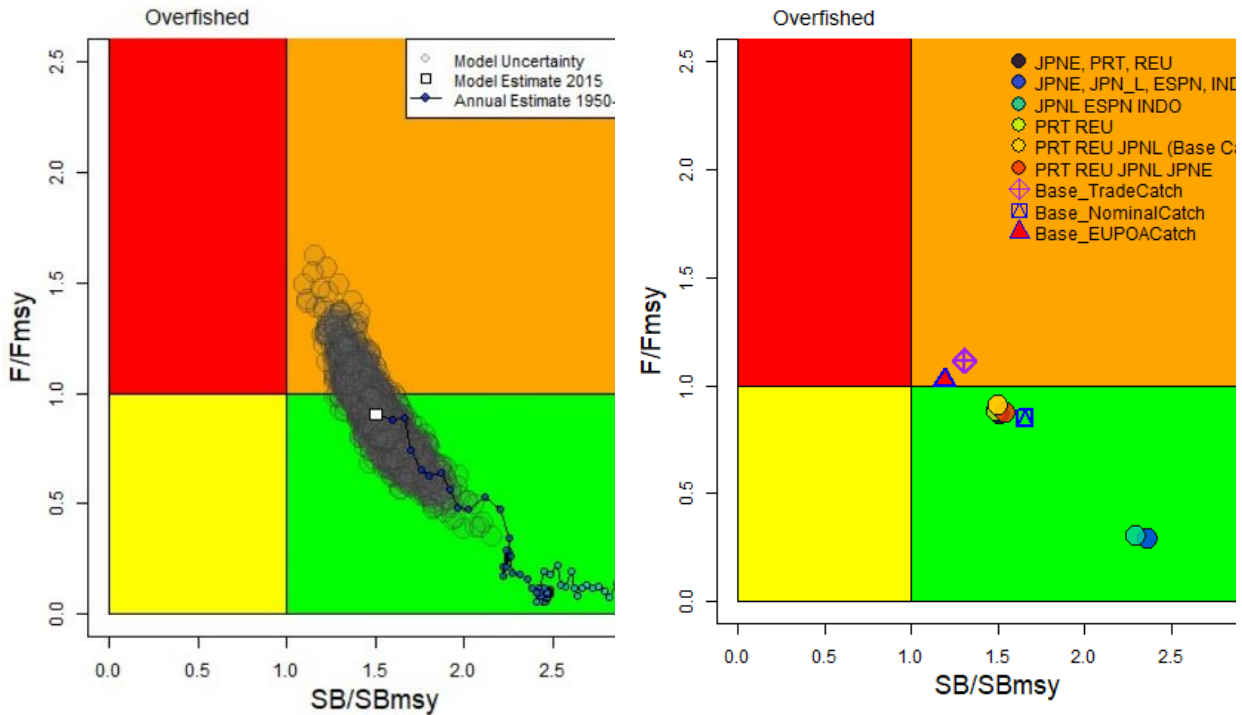 Overfished
Model Uncertainty
Model Estimate 2015
Annual Estimate 1950-
F/Fmsy
2.5
2.0
1.5
1.0
0.5
0.0
0.0 0.5 1.0 1.5 2.0 2.5
SB/SBmsy
Overfished
JPNE, PRT, REU
JPNE, JPN_L, ESPN, IND
JPNL ESPN INDO
PRT REU
PRT REU JPNL (Base Ca
PRT REU JPNL JPNE
Base_TradeCatch
Base_NominalCatch
Base_EUPOACatch
F/Fmsy
2.5
2.0
1.5
1.0
0.5
0.0
0.0 0.5 1.0 1.5 2.0 2.5
SB/SBmsy